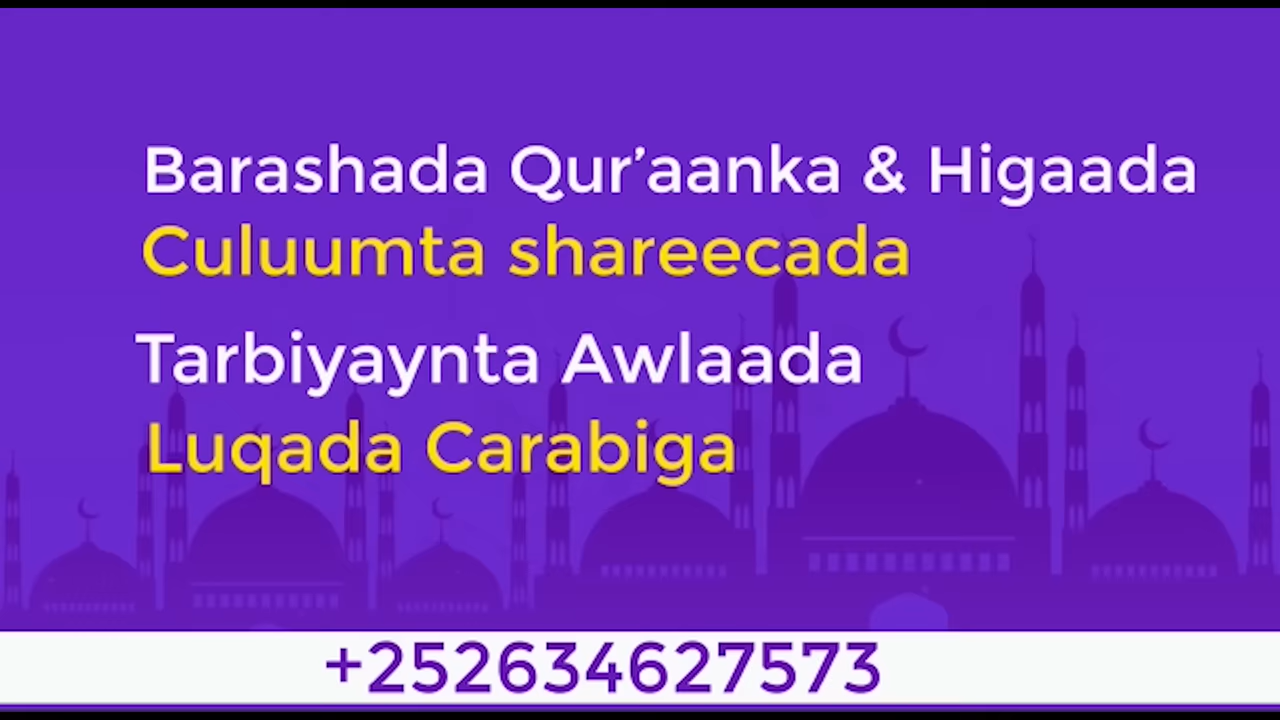 Barashada Qur’aanka & Higaada
Culuumta shareecada
Tarbiyaynta Awlaada
Luqada Carabiga
+252634627573